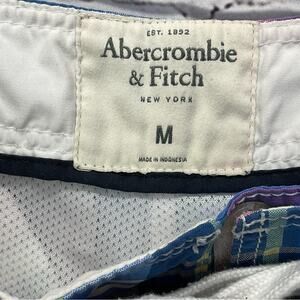 EST. 1892
Abercrombie
& Fitch
NEW YORK
M
MADE IN INDONESIA